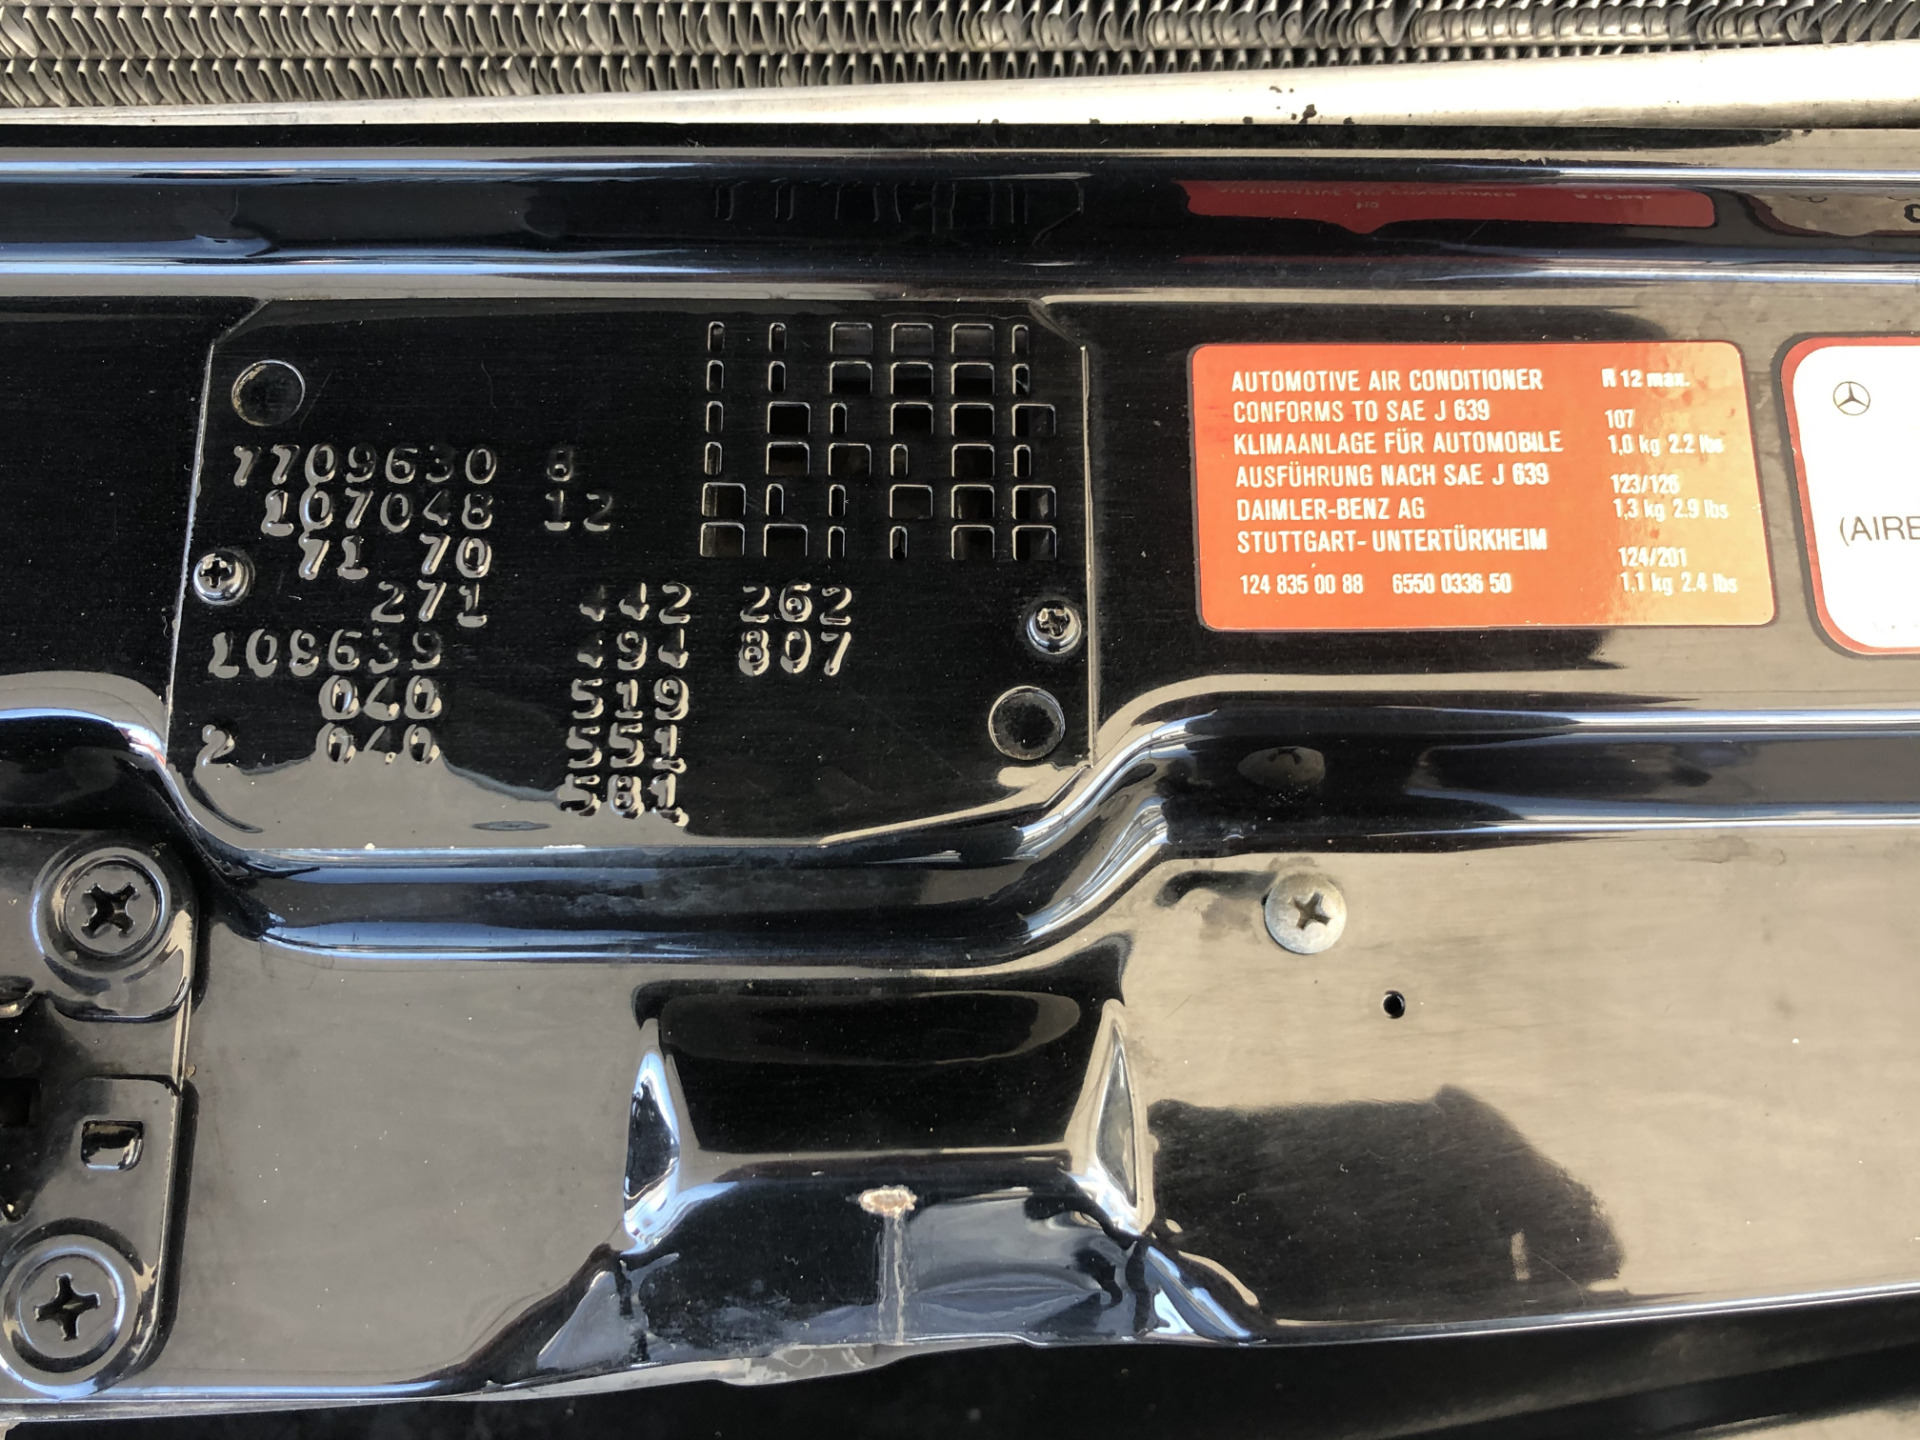 7709630 8
107048 12
71 70
271 442 262
108639 494 807
040 519
2 040 551
581
AUTOMOTIVE AIR CONDITIONER R 12 max.
CONFORMS TO SAE J 639 107
KLIMAANLAGE FÜR AUTOMOBILE 1,0 kg 2.2 lbs
AUSFÜHRUNG NACH SAE J 639 123/126
DAIMLER-BENZ AG 1,3 kg 2.9 lbs
STUTTGART- UNTERTÜRKHEIM 124/201
124 835 00 88 6550 0336 50 1,1 kg 2.4 lbs
(AIRB